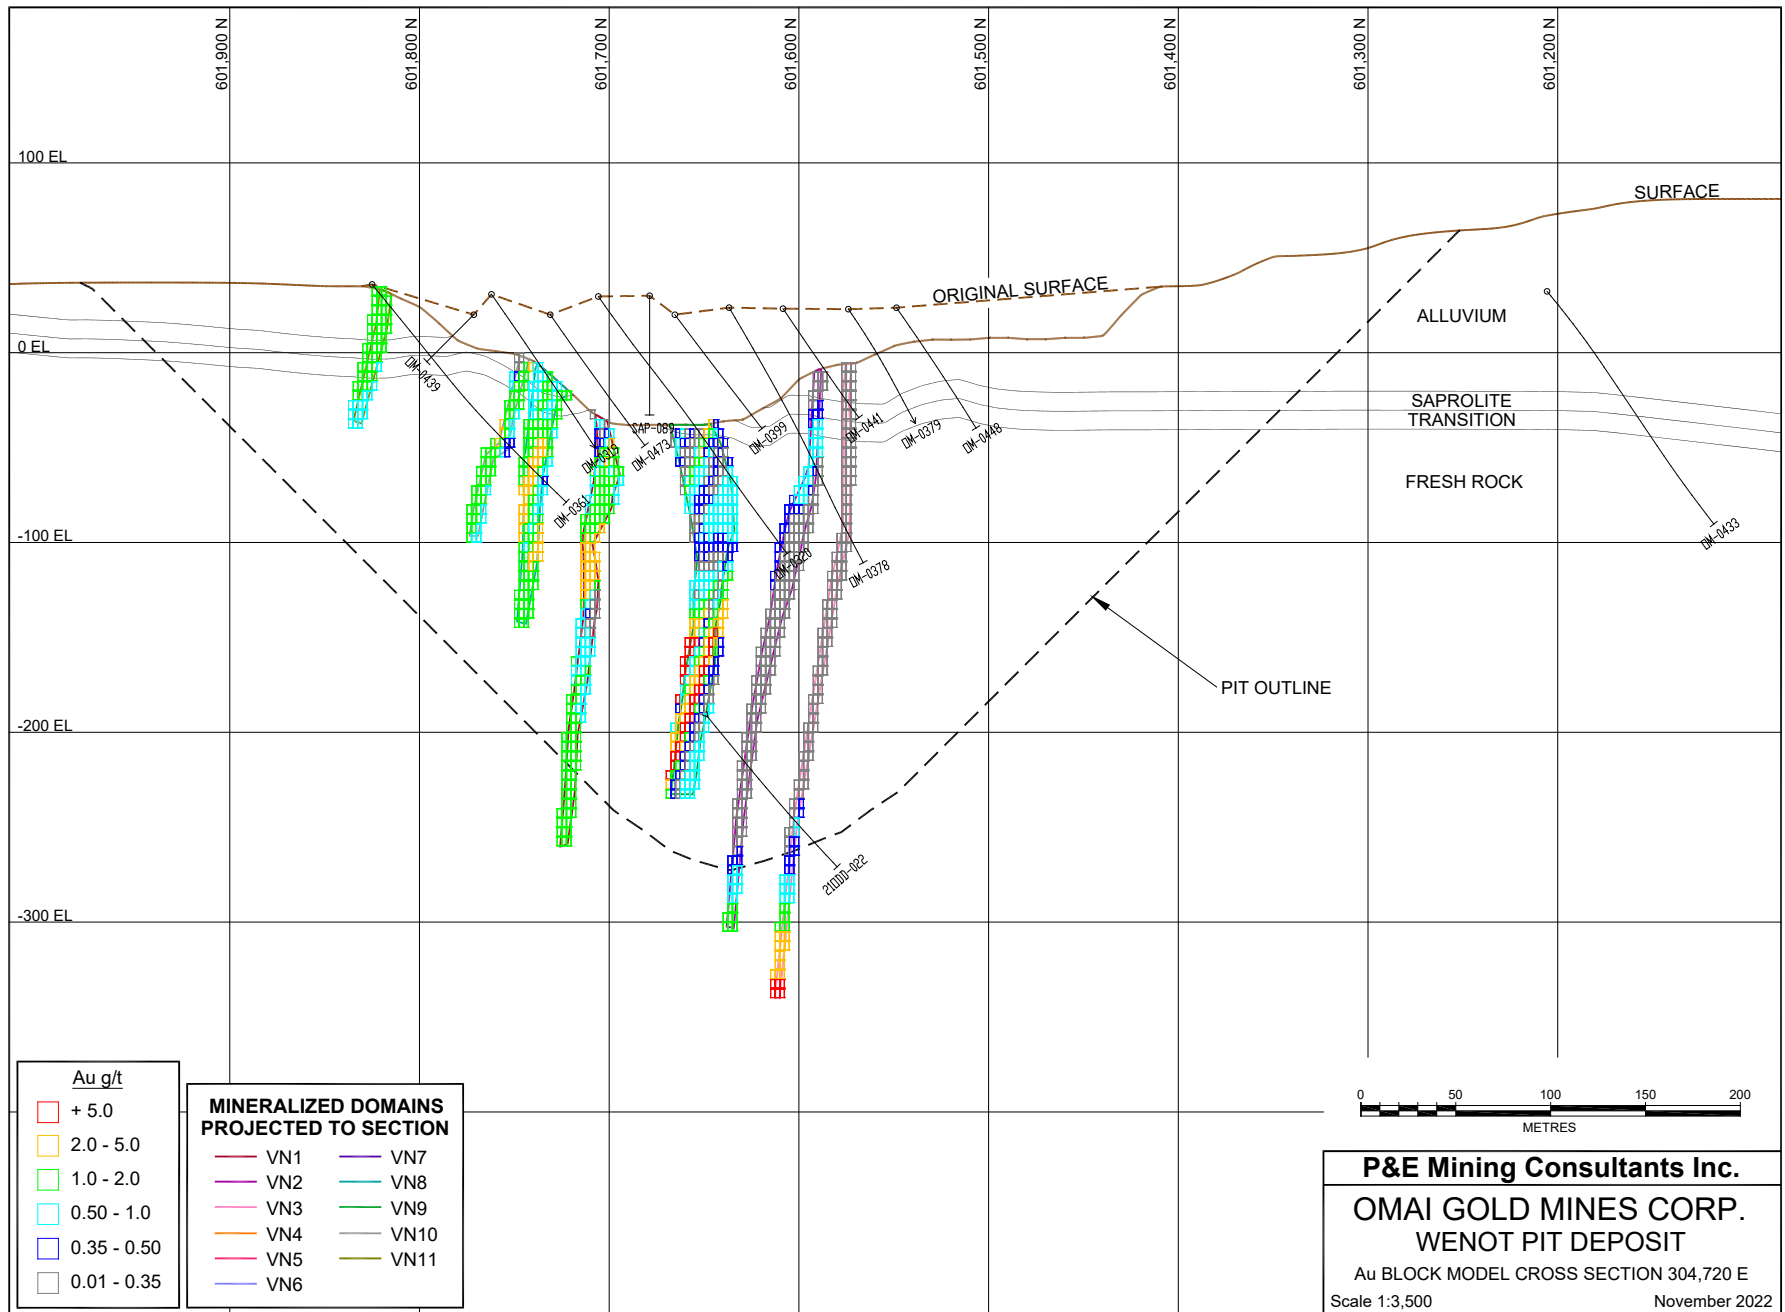 601,900 N
601,800 N
601,700 N
601,600 N
601,500 N
601,400 N
601,300 N
601,200 N
100 EL
SURFACE
ORIGINAL SURFACE
ALLUVIUM
0 EL
DM-0439
SAPROLITE
TRANSITION
SAP-089
DM-0319
DM-0473
DM-0399
DM-0441
DM-0379
DM-0448
FRESH ROCK
DM-0361
DM-0433
-100 EL
DM-0320
DM-0378
PIT OUTLINE
-200 EL
21ODD-022
-300 EL
Au g/t
+ 5.0
2.0 - 5.0
1.0 - 2.0
0.50 - 1.0
0.35 - 0.50
0.01 - 0.35
MINERALIZED DOMAINS
PROJECTED TO SECTION
VN1
VN2
VN3
VN4
VN5
VN6
VN7
VN8
VN9
VN10
VN11
0 50 100 150 200
METRES
P&E Mining Consultants Inc.
OMAI GOLD MINES CORP.
WENOT PIT DEPOSIT
Au BLOCK MODEL CROSS SECTION 304,720 E
Scale 1:3,500 November 2022